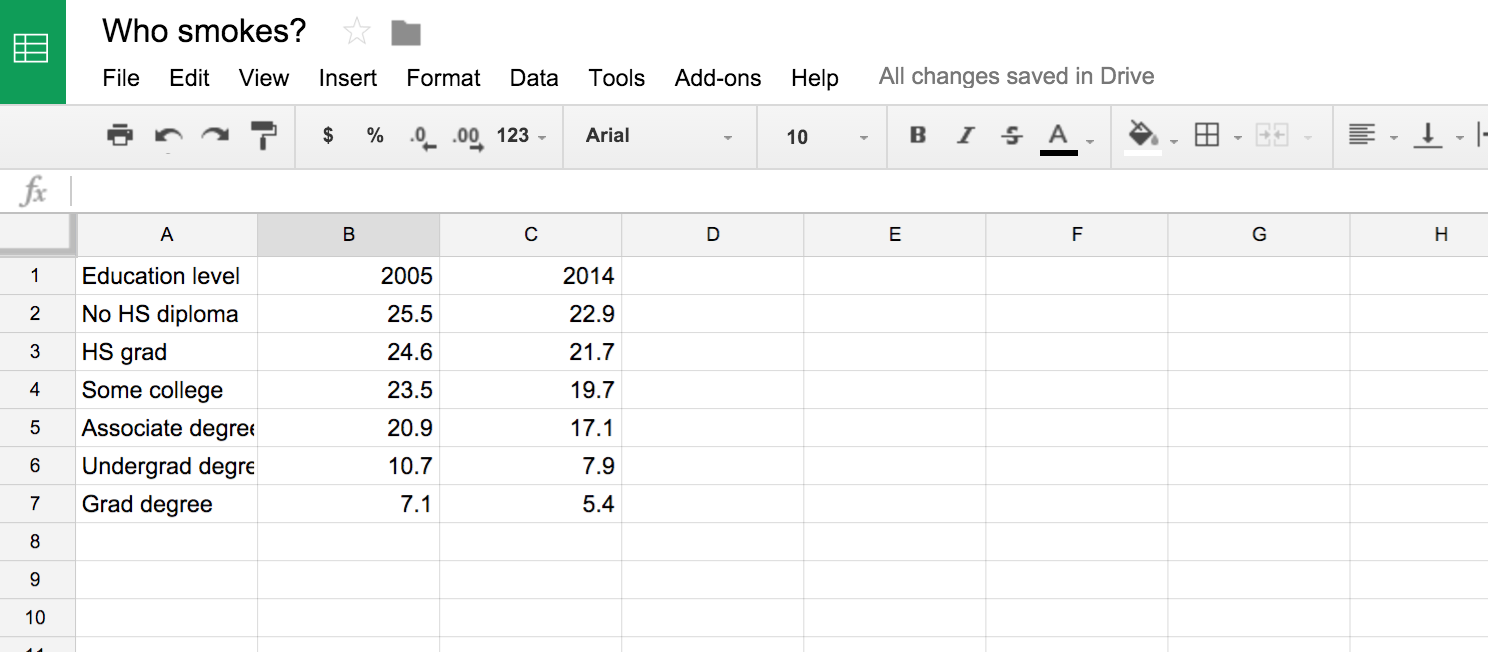 Who smokes?
File Edit View Insert Format Data Tools Add-ons Help All changes saved in Drive
$ % .0 .00 123 Arial 10 B I S A
fx
A B C D E F G H
1 Education level 2005 2014
2 No HS diploma 25.5 22.9
3 HS grad 24.6 21.7
4 Some college 23.5 19.7
5 Associate degree 20.9 17.1
6 Undergrad degre 10.7 7.9
7 Grad degree 7.1 5.4
8
9
10
11